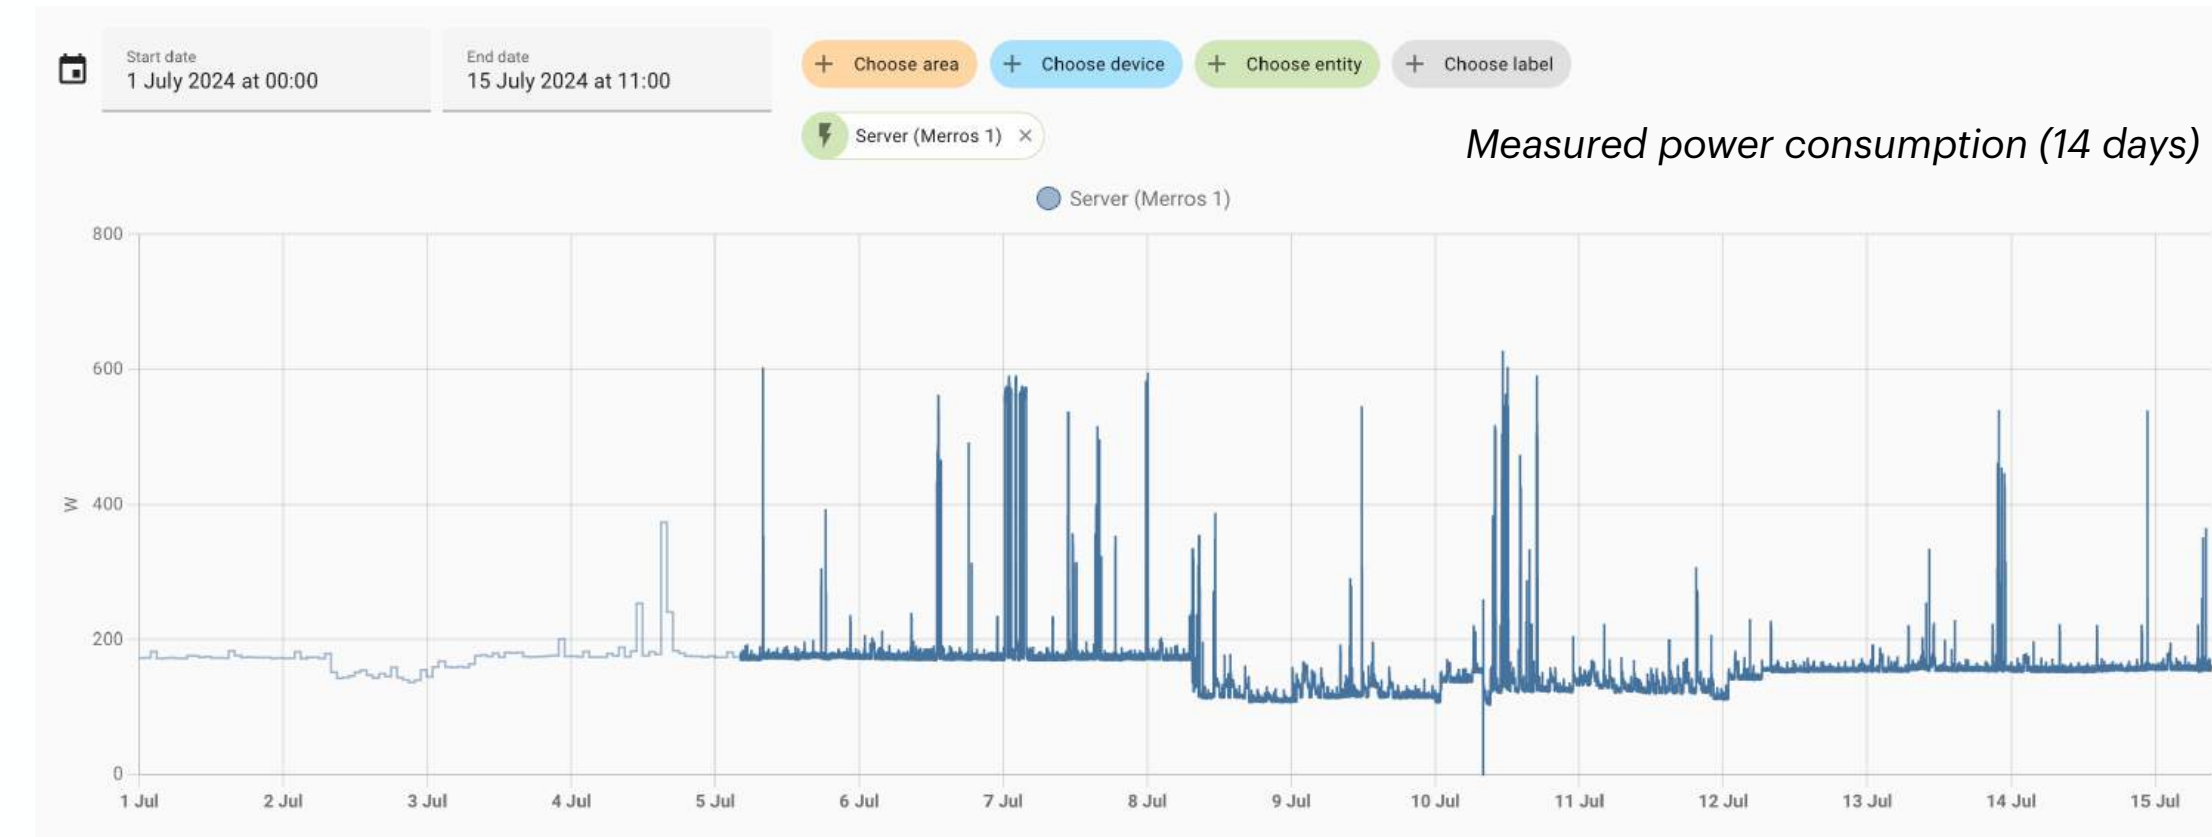 Start date
1 July 2024 at 00:00
End date
15 July 2024 at 11:00
+ Choose area
+ Choose device
+ Choose entity
+ Choose label
Server (Merros 1) ×
Measured power consumption (14 days)
Server (Merros 1)
800
600
400
200
0
W
1 Jul
2 Jul
3 Jul
4 Jul
5 Jul
6 Jul
7 Jul
8 Jul
9 Jul
10 Jul
11 Jul
12 Jul
13 Jul
14 Jul
15 Jul